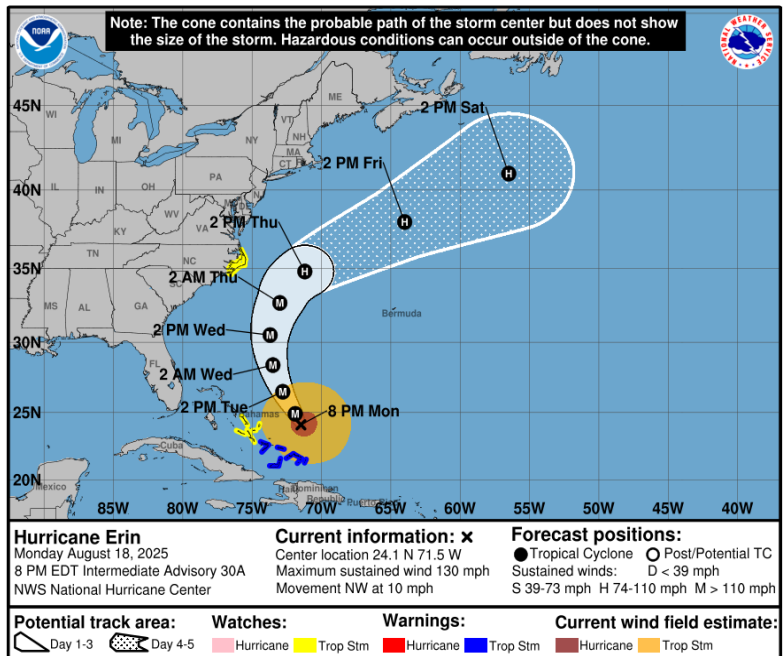 Note: The cone contains the probable path of the storm center but does not show
the size of the storm. Hazardous conditions can occur outside of the cone.
NOAA
NATIONAL WEATHER SERVICE
45N
40N
35N
30N
25N
20N
85W
80W
75W
70W
65W
60W
55W
50W
45W
40W
2 PM Sat
2 PM Fri
2 PM Thu
2 AM Thu
2 PM Wed
2 AM Wed
2 PM Tue
8 PM Mon
H
H
H
M
M
M
M
M
WI
MI
ME
VT
NH
NY
MA
CT
IL
IN
OH
PA
WV
VA
KY
TN
NC
SC
MS
AL
GA
FL
DE
Bermuda
Bahamas
Cuba
Mexico
Dominican
Republic
Puerto Rico
Hurricane Erin
Monday August 18, 2025
8 PM EDT Intermediate Advisory 30A
NWS National Hurricane Center
Current information: x
Center location 24.1 N 71.5 W
Maximum sustained wind 130 mph
Movement NW at 10 mph
Forecast positions:
Tropical Cyclone Post/Potential TC
Sustained winds: D < 39 mph
S 39-73 mph H 74-110 mph M > 110 mph
Potential track area:
Day 1-3 Day 4-5
Watches:
Hurricane Trop Stm
Warnings:
Hurricane Trop Stm
Current wind field estimate:
Hurricane Trop Stm